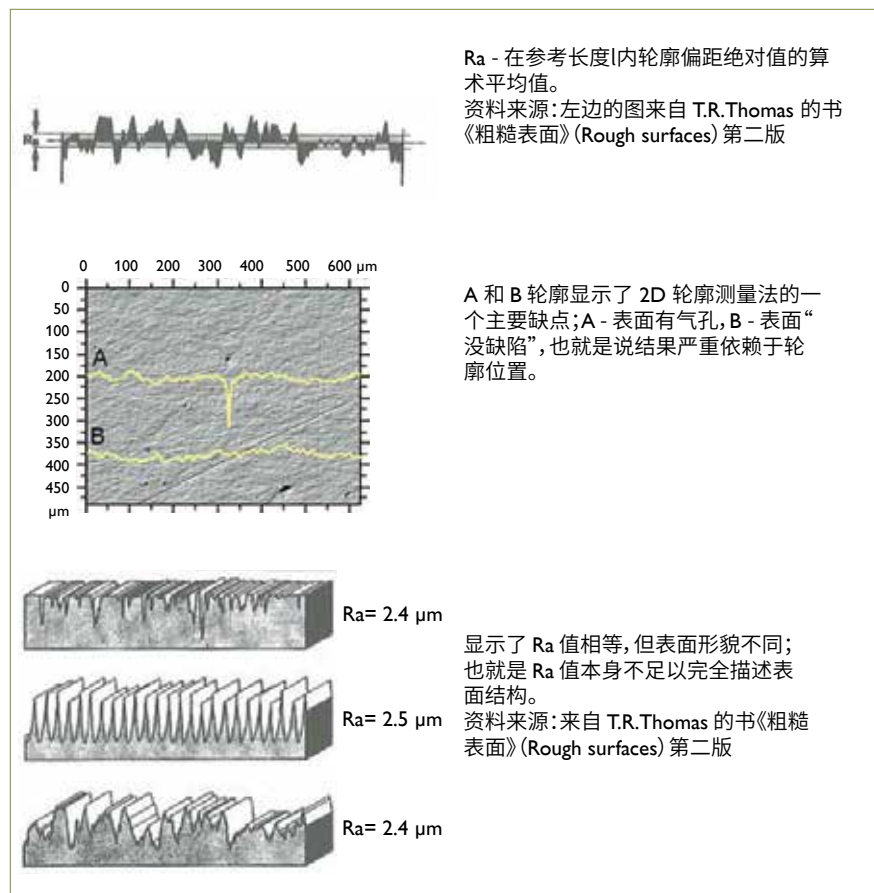 Ra - 在参考长度l内轮廓偏距绝对值的算
术平均值。
资料来源：左边的图来自 T.R.Thomas 的书
《粗糙表面》（Rough surfaces）第二版
R
0 100 200 300 400 500 600 µm
0
50
100
150
200
250
300
350
400
450
µm
A
B
A 和 B 轮廓显示了 2D 轮廓测量法的一
个主要缺点；A - 表面有气孔，B - 表面“
没缺陷”，也就是说结果严重依赖于轮
廓位置。
Ra= 2.4 µm
Ra= 2.5 µm
Ra= 2.4 µm
显示了 Ra 值相等，但表面形貌不同；
也就是 Ra 值本身不足以完全描述表
面结构。
资料来源：来自 T.R.Thomas 的书《粗糙
表面》（Rough surfaces）第二版